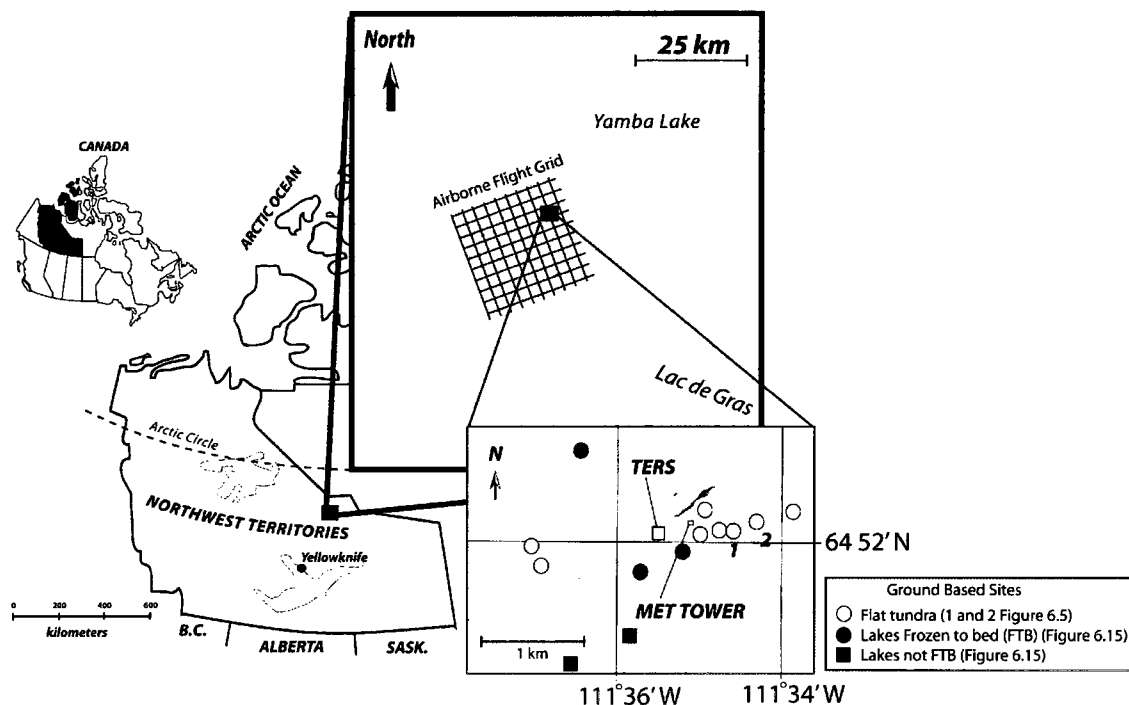 CANADA
ARCTIC OCEAN
Arctic Circle
NORTHWEST TERRITORIES
Yellowknife
0 200 400 600
kilometers
B.C.
ALBERTA
SASK.
North
25 km
Yamba Lake
Airborne Flight Grid
Lac de Gras
N
TERS
1
2
64 52' N
MET TOWER
1 km
111°36' W
111°34' W
Ground Based Sites
Flat tundra (1 and 2 Figure 6.5)
Lakes Frozen to bed (FTB) (Figure 6.15)
Lakes not FTB (Figure 6.15)